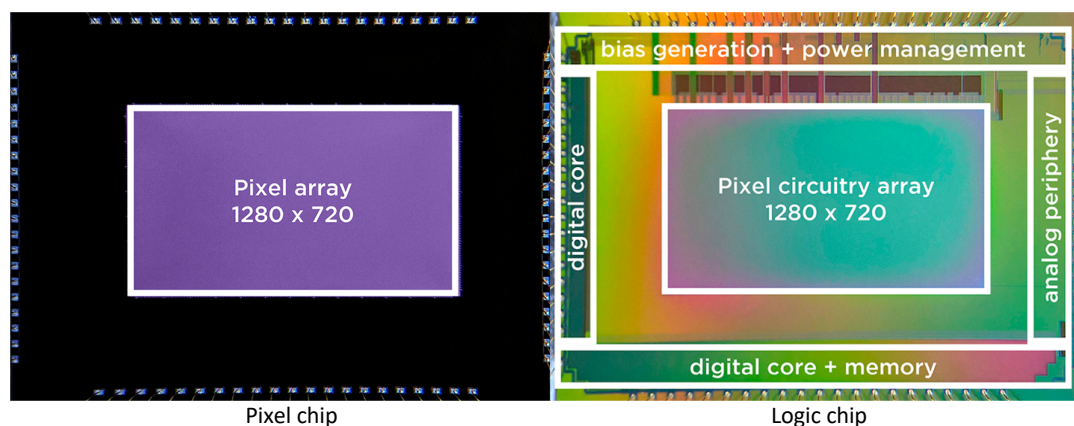 Pixel array
1280 x 720
bias generation + power management
digital core
Pixel circuitry array
1280 x 720
analog periphery
digital core + memory
Pixel chip
Logic chip